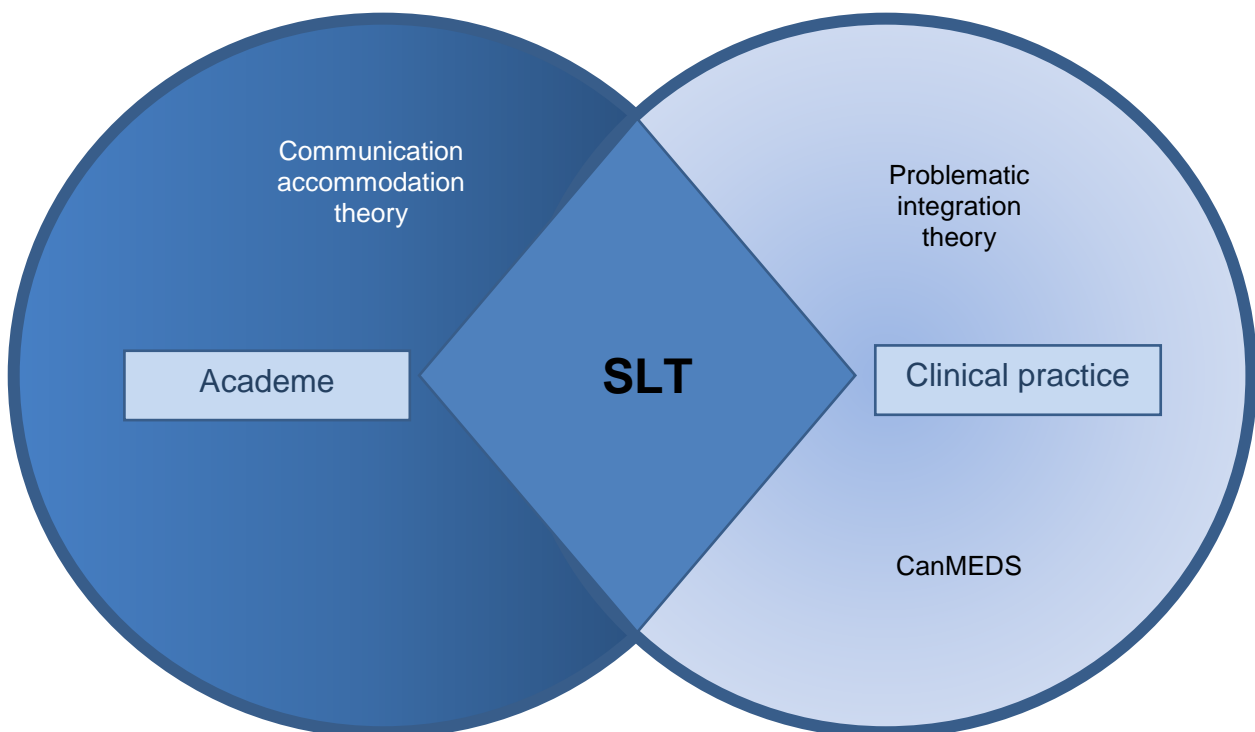 Communication
accommodation
theory
Academe
SLT
Problematic
integration
theory
Clinical practice
CanMEDS